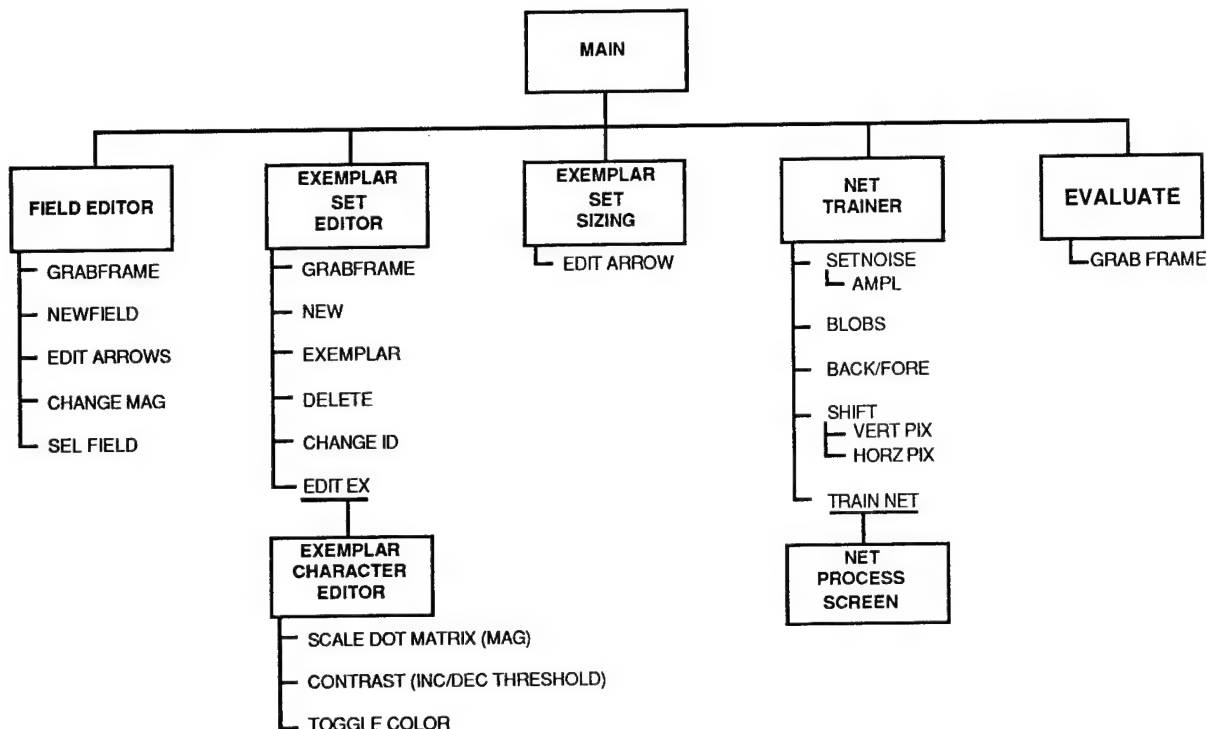 MAIN
FIELD EDITOR
GRABFRAME
NEWFIELD
EDIT ARROWS
CHANGE MAG
SEL FIELD
EXEMPLAR
SET
EDITOR
GRABFRAME
NEW
EXEMPLAR
DELETE
CHANGE ID
EDIT EX
EXEMPLAR
CHARACTER
EDITOR
SCALE DOT MATRIX (MAG)
CONTRAST (INC/DEC THRESHOLD)
TOGGLE COLOR
EXEMPLAR
SET
SIZING
EDIT ARROW
NET
TRAINER
SETNOISE
AMPL
BLOBS
BACK/FORE
SHIFT
VERT PIX
HORZ PIX
TRAIN NET
NET
PROCESS
SCREEN
EVALUATE
GRAB FRAME